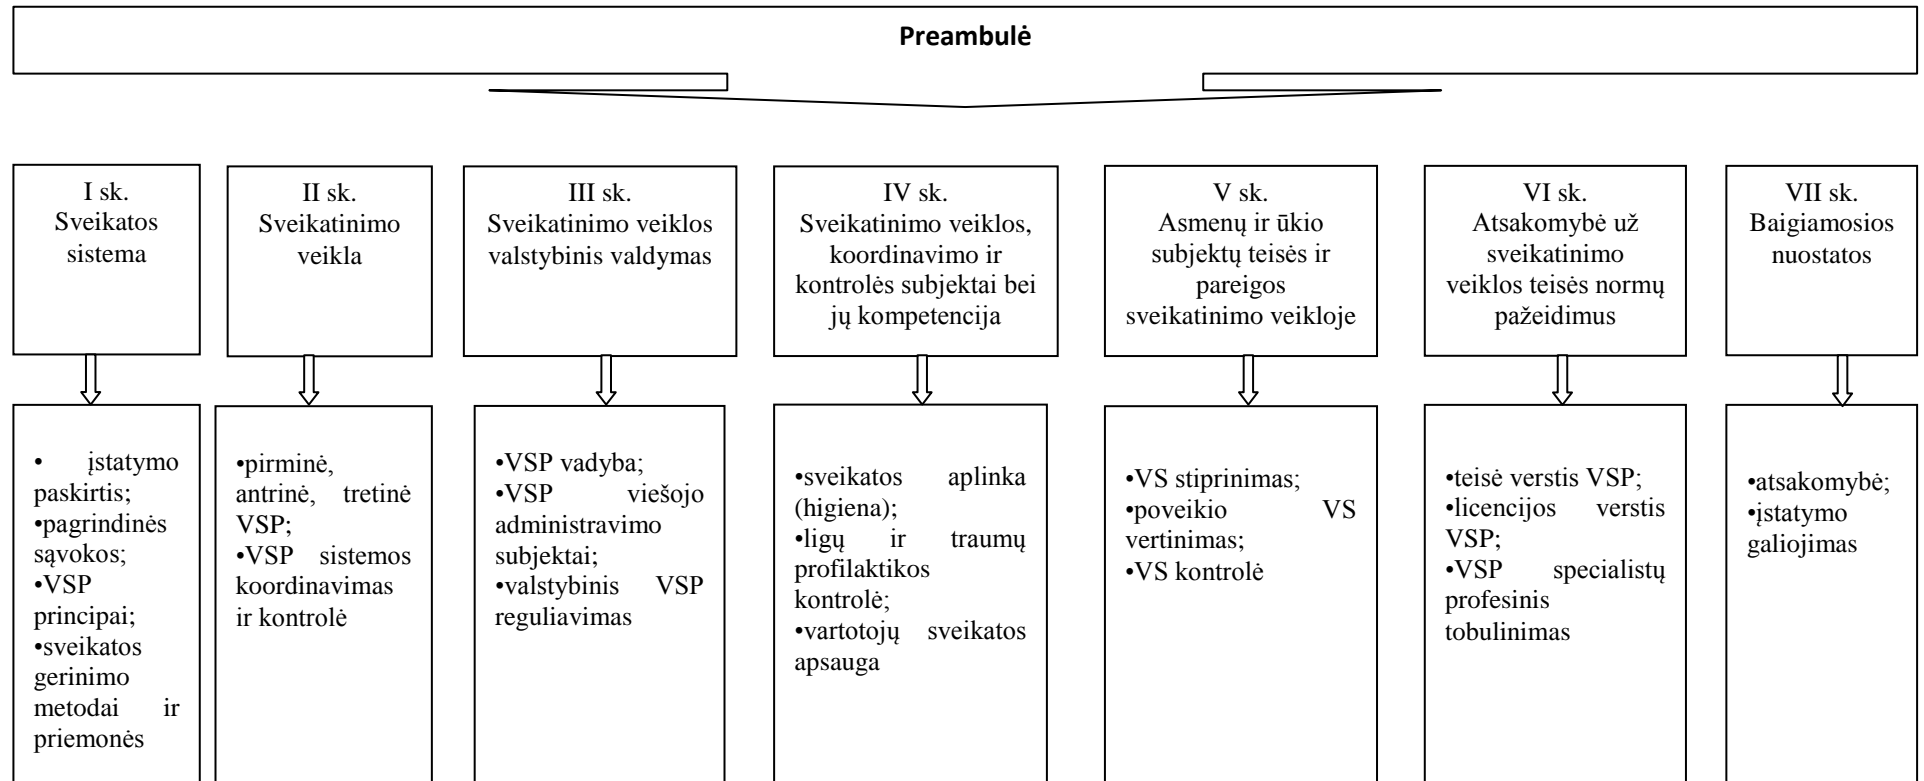 Preambulė
I sk.
Sveikatos
sistema
II sk.
Sveikatinimo
veikla
III sk.
Sveikatinimo veiklos
valstybinis valdymas
IV sk.
Sveikatinimo veiklos,
koordinavimo ir
kontrolės subjektai bei
jų kompetencija
V sk.
Asmenų ir ūkio
subjektų teisės ir
pareigos
sveikatinimo veikloje
VI sk.
Atsakomybė už
sveikatinimo
veiklos teisės normų
pažeidimus
VII sk.
Baigiamosios
nuostatos
• įstatymo
paskirtis;
•pagrindinės
sąvokos;
•VSP
principai;
•sveikatos
gerinimo
metodai ir
priemonės
•pirminė,
antrinė, tretinė
VSP;
•VSP sistemos
koordinavimas
ir kontrolė
•VSP vadyba;
•VSP viešojo
administravimo
subjektai;
•valstybinis VSP
reguliavimas
•sveikatos aplinka
(higiena);
•ligų ir traumų
profilaktikos
kontrolė;
•vartotojų sveikatos
apsauga
•VS stiprinimas;
•poveikio VS
vertinimas;
•VS kontrolė
•teisė verstis VSP;
•licencijos verstis
VSP;
•VSP specialistų
profesinis
tobulinimas
•atsakomybė;
•įstatymo
galiojimas